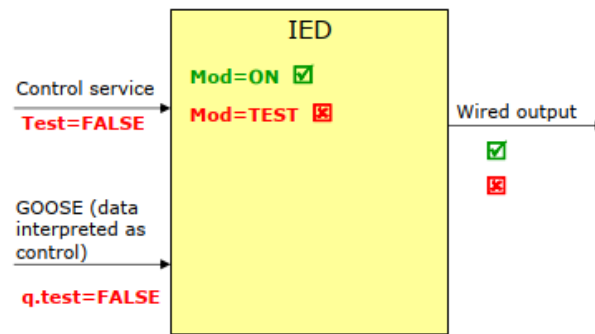 IED
Mod=ON
Control service
Mod=TEST
Test=FALSE
Wired output
GOOSE (data
interpreted as
control)
q.test=FALSE